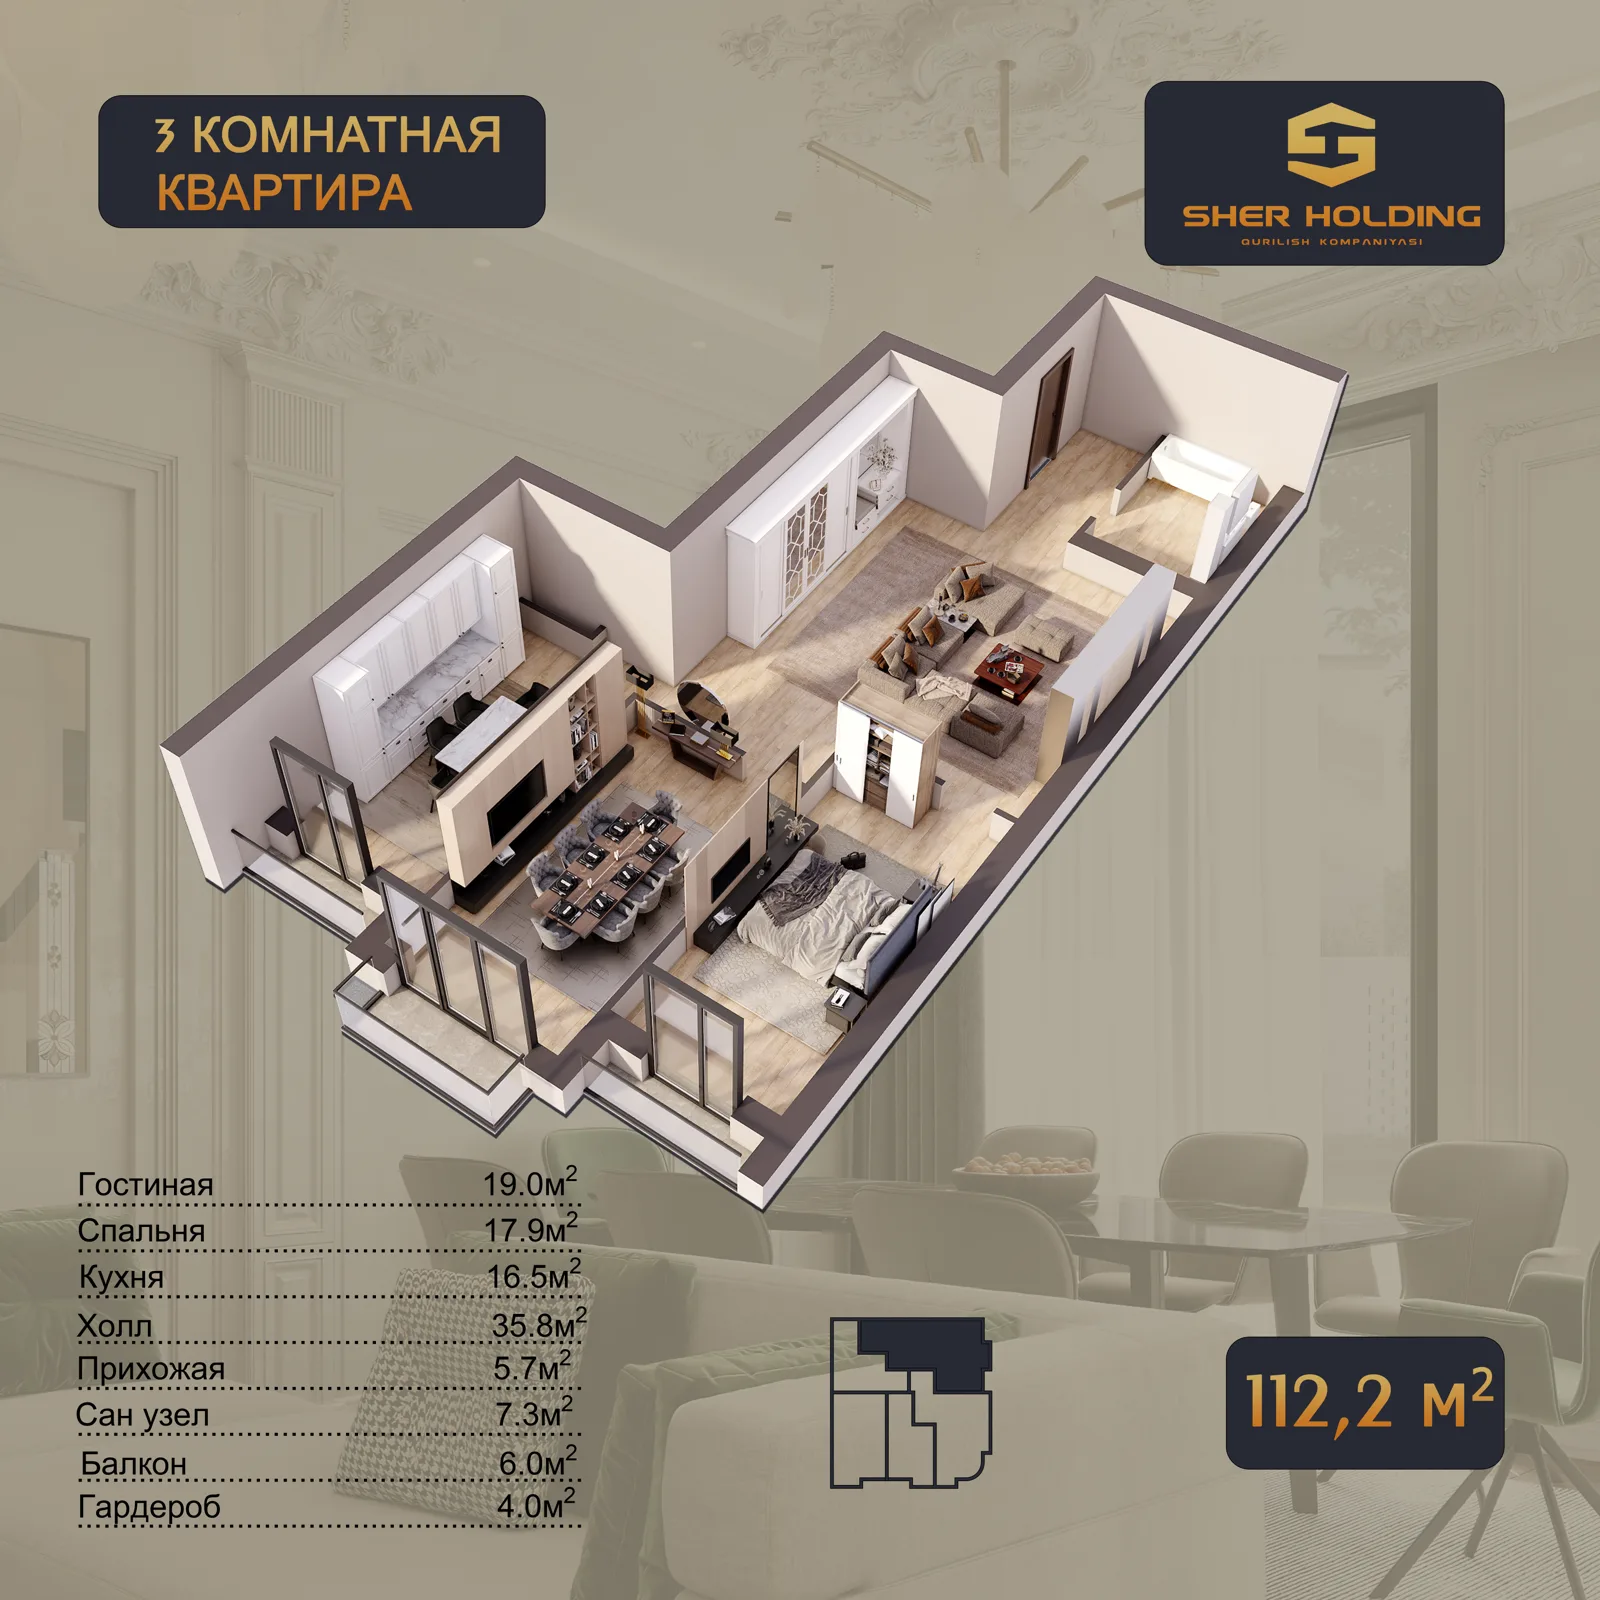 3 КОМНАТНАЯ
КВАРТИРА
SHER HOLDING
QURILISH KOMPANIYASI
Гостиная 19.0м²
Спальня 17.9м²
Кухня 16.5м²
Холл 35.8м²
Прихожая 5.7м²
Сан узел 7.3м²
Балкон 6.0м²
Гардероб 4.0м²
112,2 м²